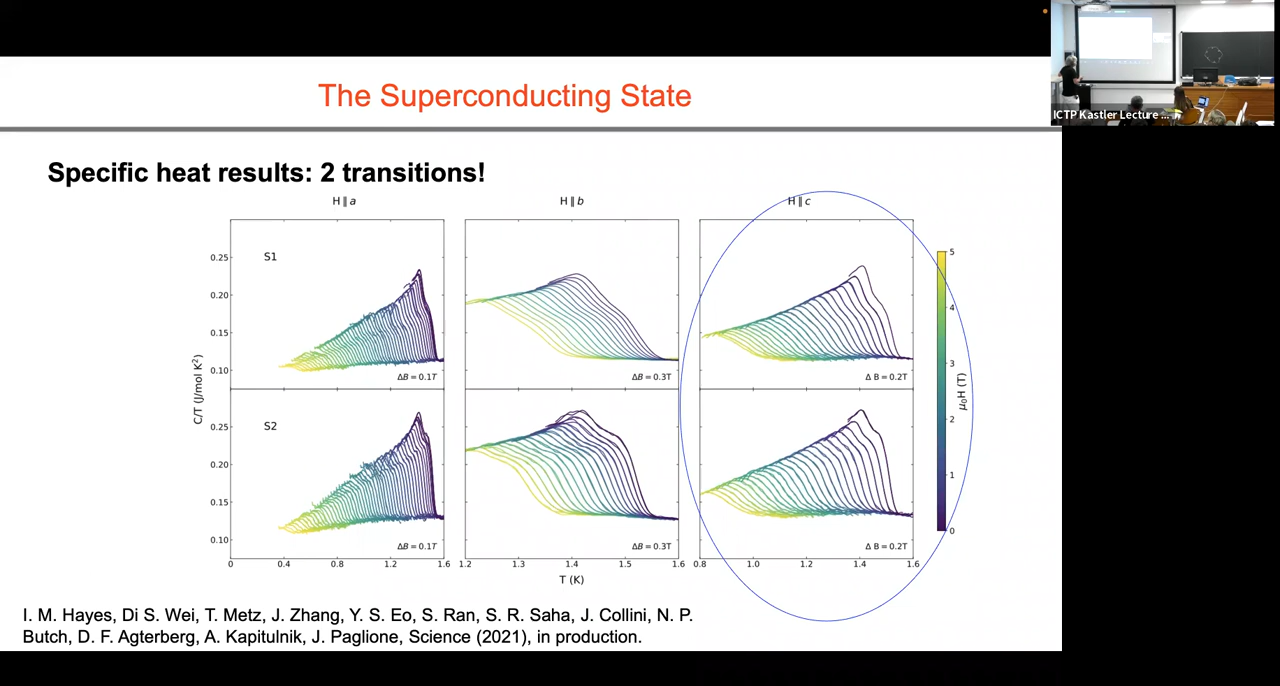 The Superconducting State
ICTP Kastler Lecture ...
Specific heat results: 2 transitions!
H ∥ a
H ∥ b
H ∥ c
S1
0.25
0.20
0.15
0.10
ΔB = 0.1T
ΔB = 0.3T
Δ B = 0.2T
S2
0.25
0.20
0.15
0.10
ΔB = 0.1T
ΔB = 0.3T
Δ B = 0.2T
C/T (J/mol K²)
0 0.4 0.8 1.2 1.6
1.2 1.3 1.4 1.5 1.6
0.8 1.0 1.2 1.4 1.6
T (K)
5
4
3
2
1
0
μ₀H (T)
I. M. Hayes, Di S. Wei, T. Metz, J. Zhang, Y. S. Eo, S. Ran, S. R. Saha, J. Collini, N. P.
Butch, D. F. Agterberg, A. Kapitulnik, J. Paglione, Science (2021), in production.